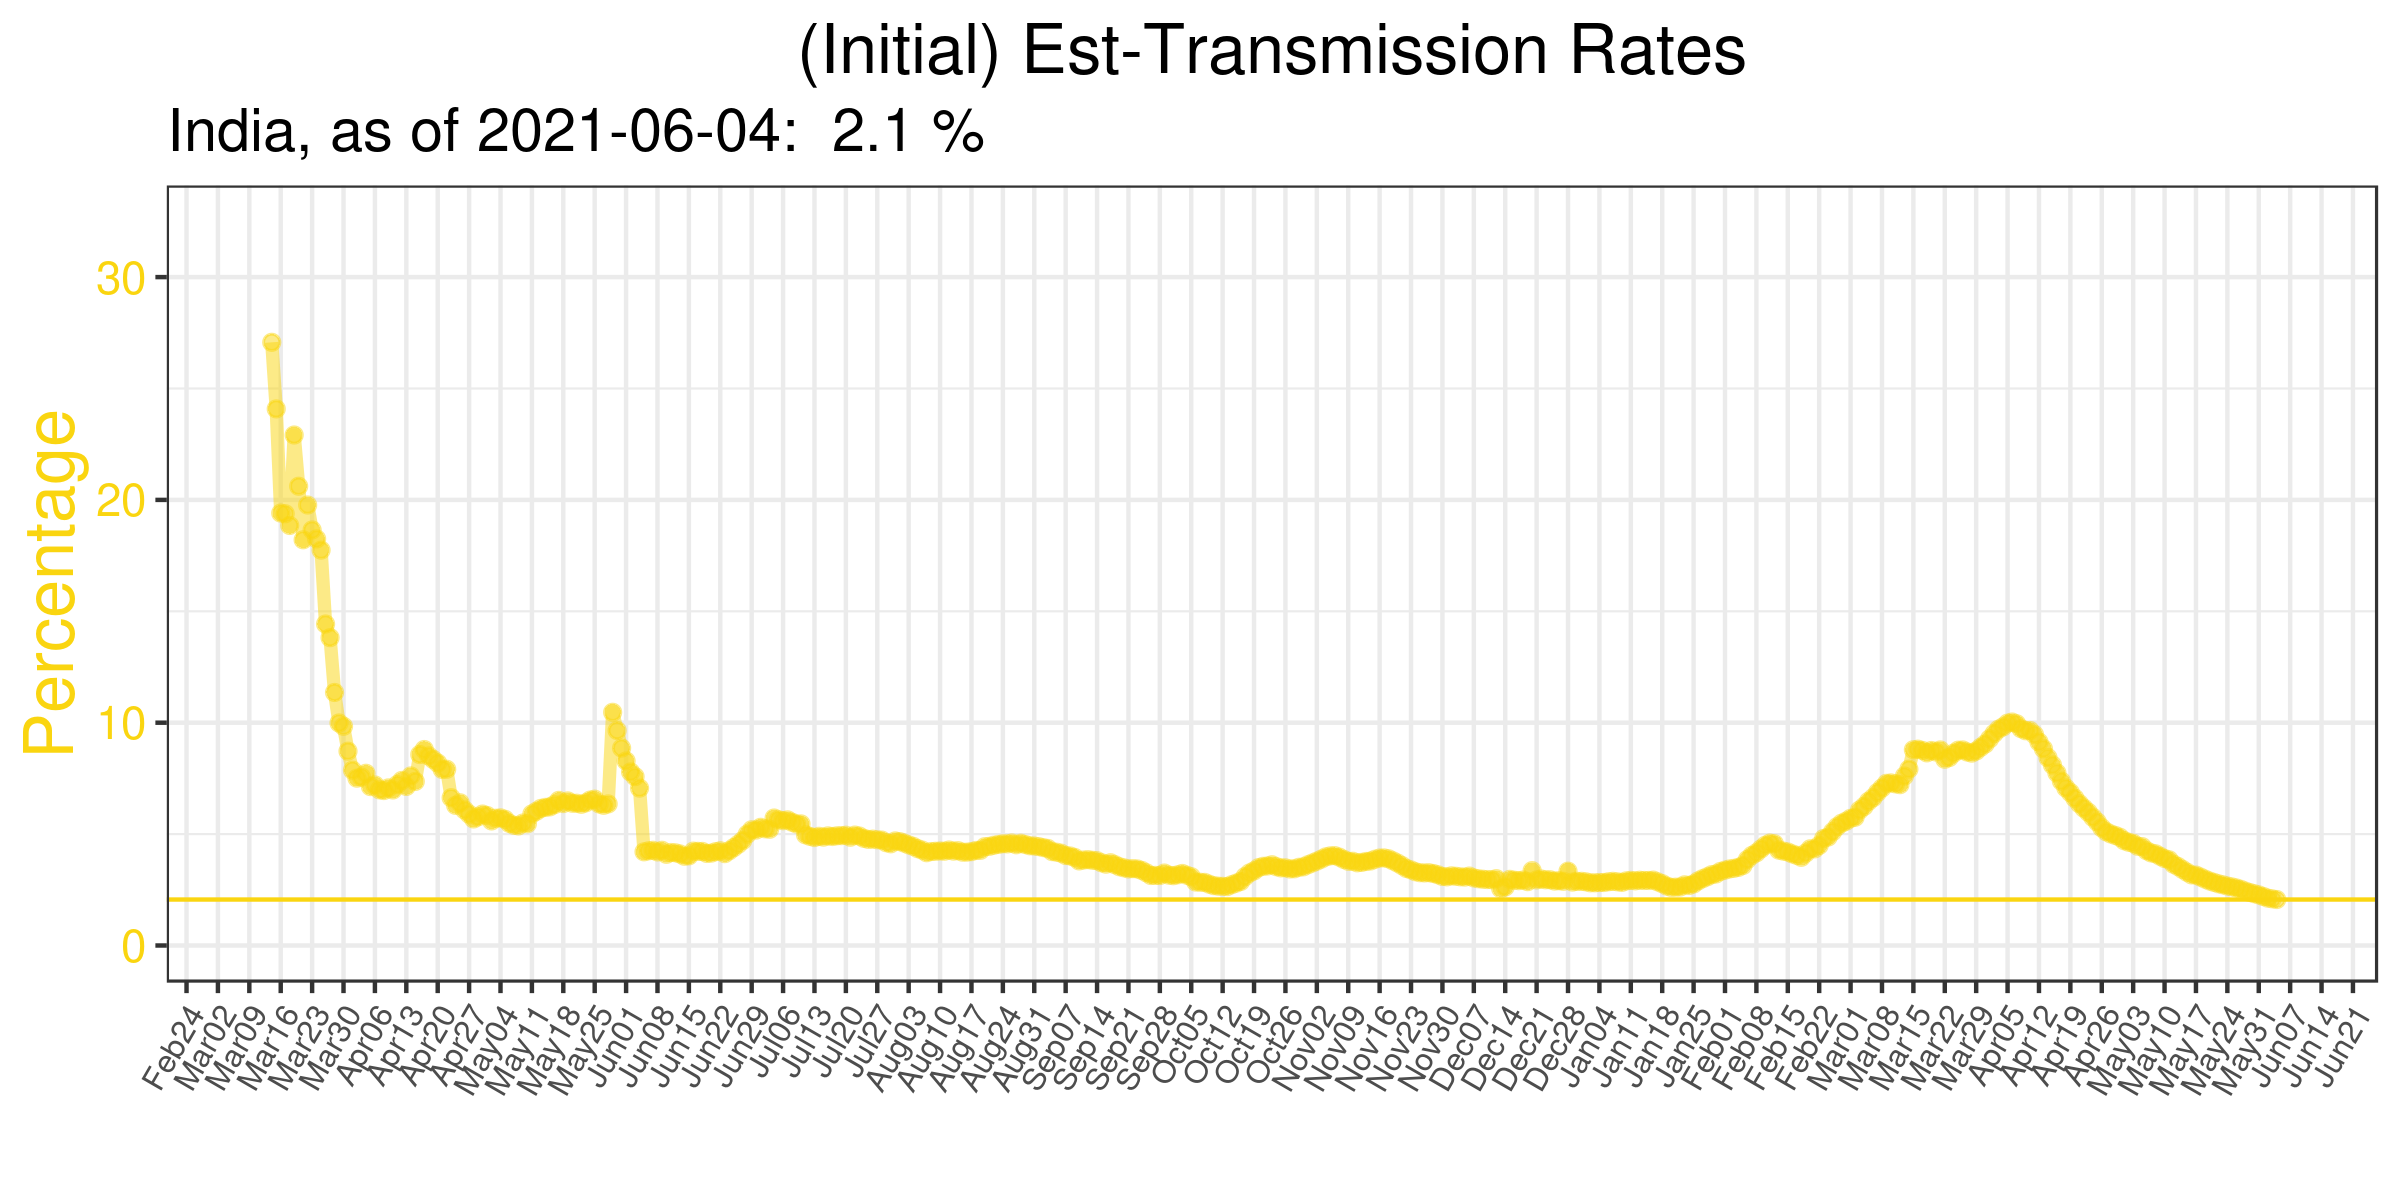 (Initial) Est-Transmission Rates
India, as of 2021-06-04:  2.1 %
Percentage
30
20
10
0
Feb24
Mar02
Mar09
Mar16
Mar23
Mar30
Apr06
Apr13
Apr20
Apr27
May04
May11
May18
May25
Jun01
Jun08
Jun15
Jun22
Jun29
Jul06
Jul13
Jul20
Jul27
Aug03
Aug10
Aug17
Aug24
Aug31
Sep07
Sep14
Sep21
Sep28
Oct05
Oct12
Oct19
Oct26
Nov02
Nov09
Nov16
Nov23
Nov30
Dec07
Dec14
Dec21
Dec28
Jan04
Jan11
Jan18
Jan25
Feb01
Feb08
Feb15
Feb22
Mar01
Mar08
Mar15
Mar22
Mar29
Apr05
Apr12
Apr19
Apr26
May03
May10
May17
May24
May31
Jun07
Jun14
Jun21